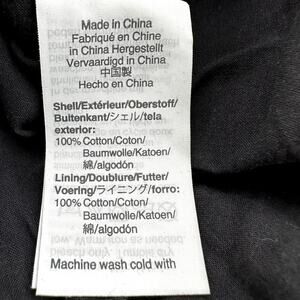 Made in China
Fabriqué en Chine
in China Hergestellt
Vervaardigd in China
中国製
Hecho en China
Shell/Extérieur/Oberstoff/
Buitenkant/シェル/tela
exterior:
100% Cotton/Coton/
Baumwolle/Katoen/
綿/algodón
Lining/Doublure/Futter/
Voering/ライニング/forro:
100% Cotton/Coton/
Baumwolle/Katoen/
綿/algodón
Machine wash cold with